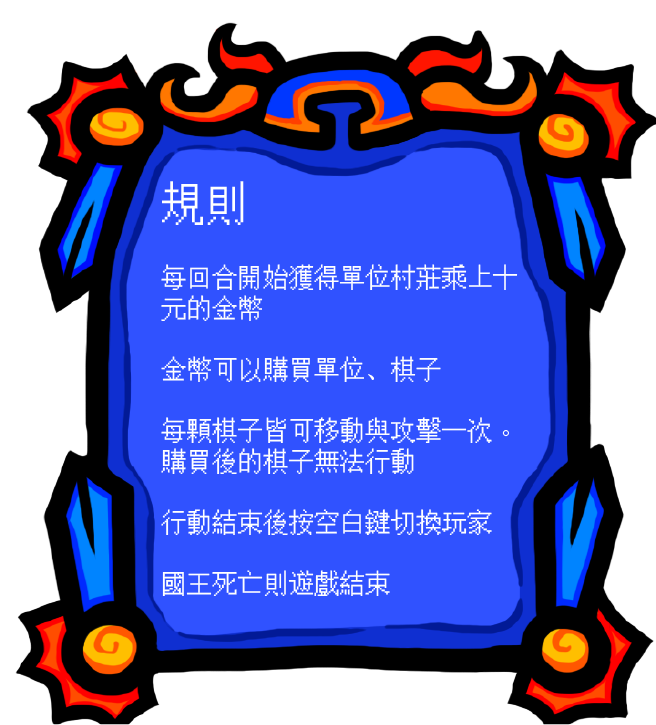 規則
每回合開始獲得單位村莊乘上十
元的金幣
金幣可以購買單位、棋子
每顆棋子皆可移動與攻擊一次。
購買後的棋子無法行動
行動結束後按空白鍵切換玩家
國王死亡則遊戲結束